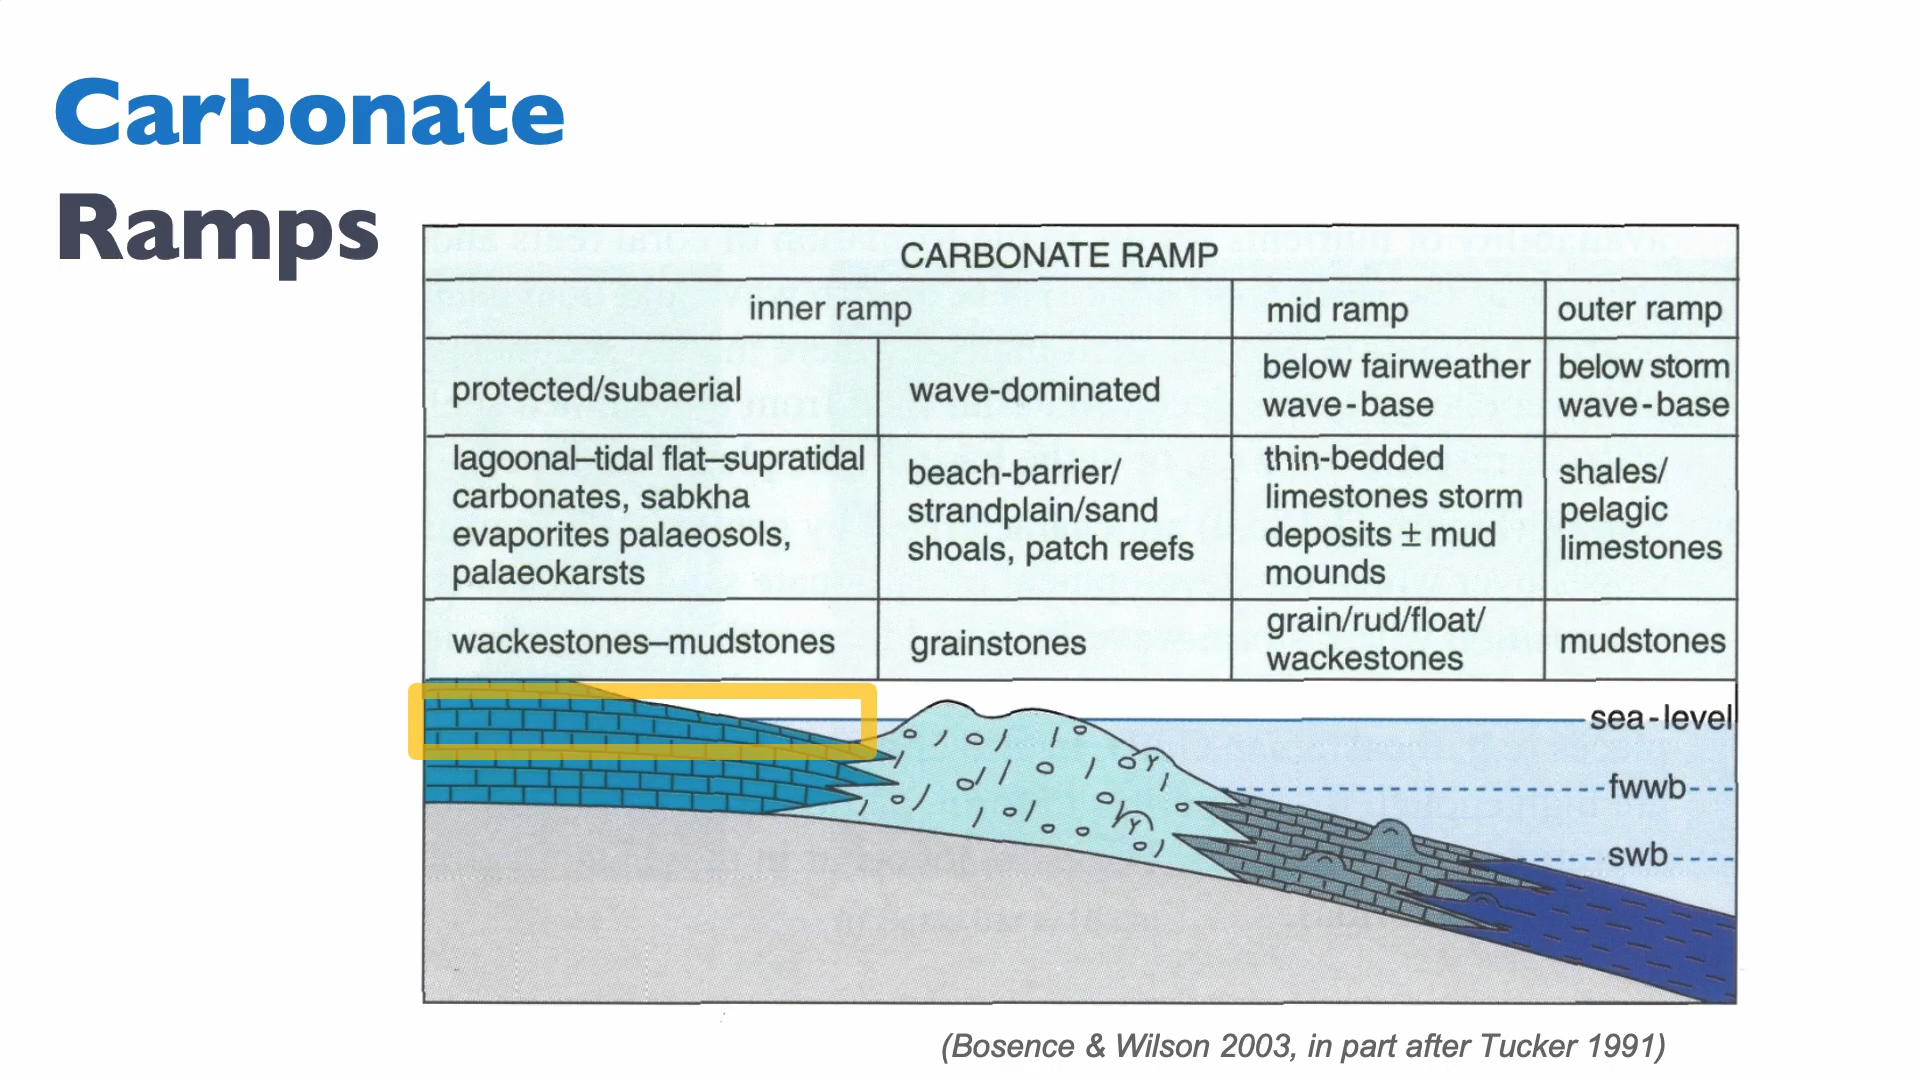 Carbonate
Ramps
CARBONATE RAMP
inner ramp
mid ramp
outer ramp
protected/subaerial
wave-dominated
below fairweather
wave-base
below storm
wave-base
lagoonal–tidal flat–supratidal
carbonates, sabkha
evaporites palaeosols,
palaeokarsts
beach-barrier/
strandplain/sand
shoals, patch reefs
thin-bedded
limestones storm
deposits ± mud
mounds
shales/
pelagic
limestones
wackestones–mudstones
grainstones
grain/rud/float/
wackestones
mudstones
sea-level
fwwb
swb
(Bosence & Wilson 2003, in part after Tucker 1991)